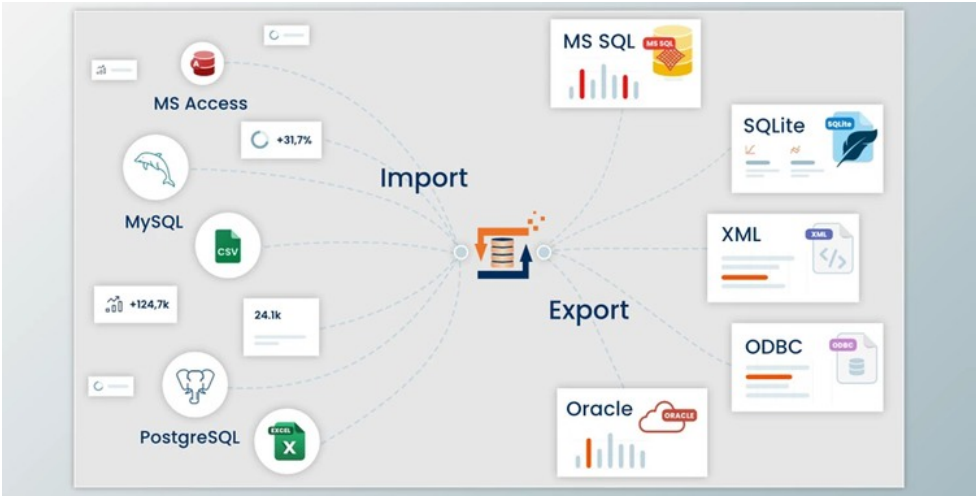 MS Access
+31,7%
MySQL
CSV
+124,7k
24.1k
PostgreSQL
EXCEL
X
Import
Export
MS SQL
MS SQL
SQLite
SQLite
XML
XML
</>
ODBC
ODBC
Oracle
ORACLE